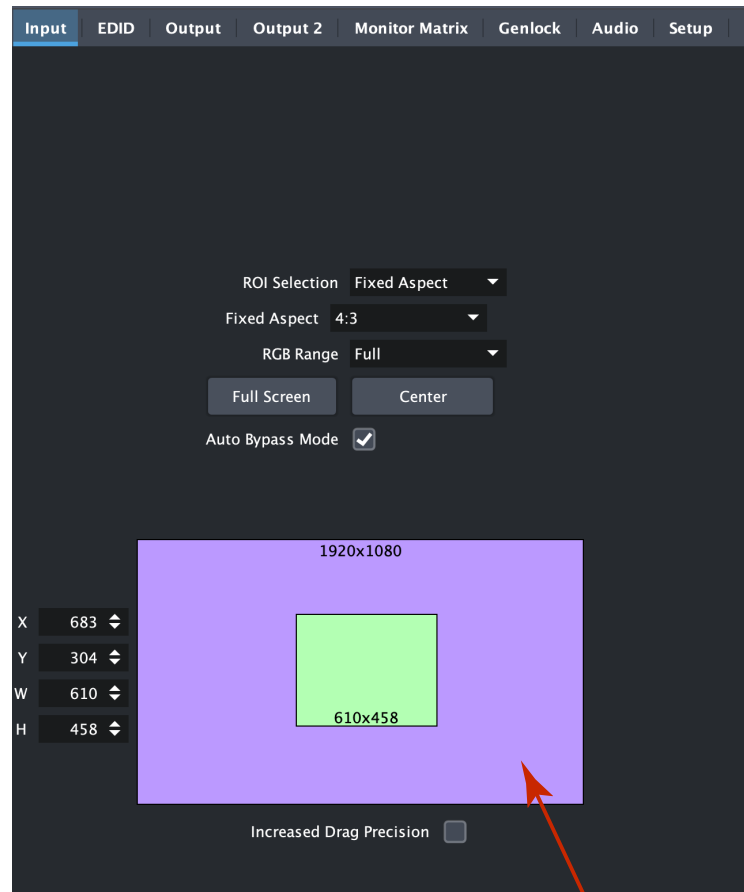 Input EDID Output Output 2 Monitor Matrix Genlock Audio Setup
ROI Selection Fixed Aspect
Fixed Aspect 4:3
RGB Range Full
Full Screen Center
Auto Bypass Mode
1920x1080
X 683
Y 304
W 610
610x458
H 458
Increased Drag Precision